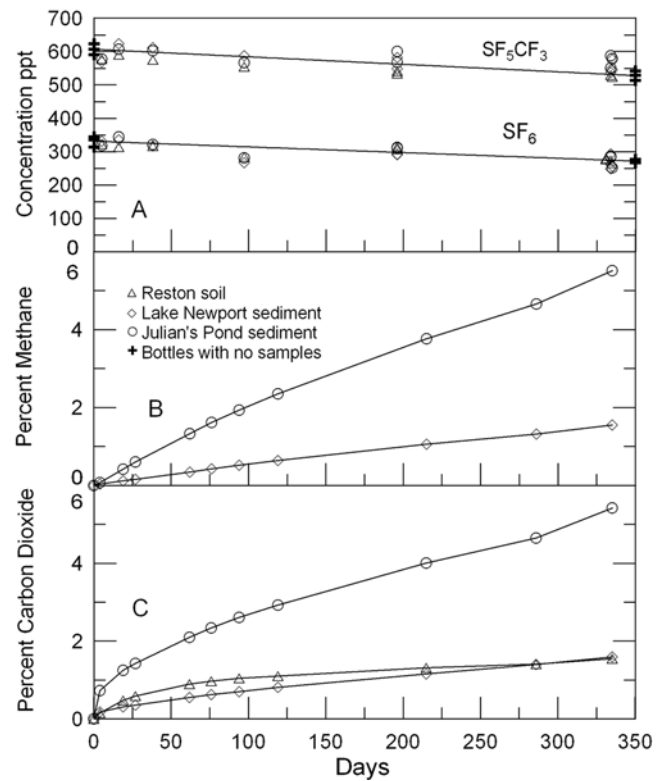 700
600
500
400
300
200
100
0
Concentration ppt
SF₅CF₃
SF₆
A
6
4
2
0
Percent Methane
△ Reston soil
◇ Lake Newport sediment
○ Julian's Pond sediment
+ Bottles with no samples
B
6
4
2
0
Percent Carbon Dioxide
C
0 50 100 150 200 250 300 350
Days